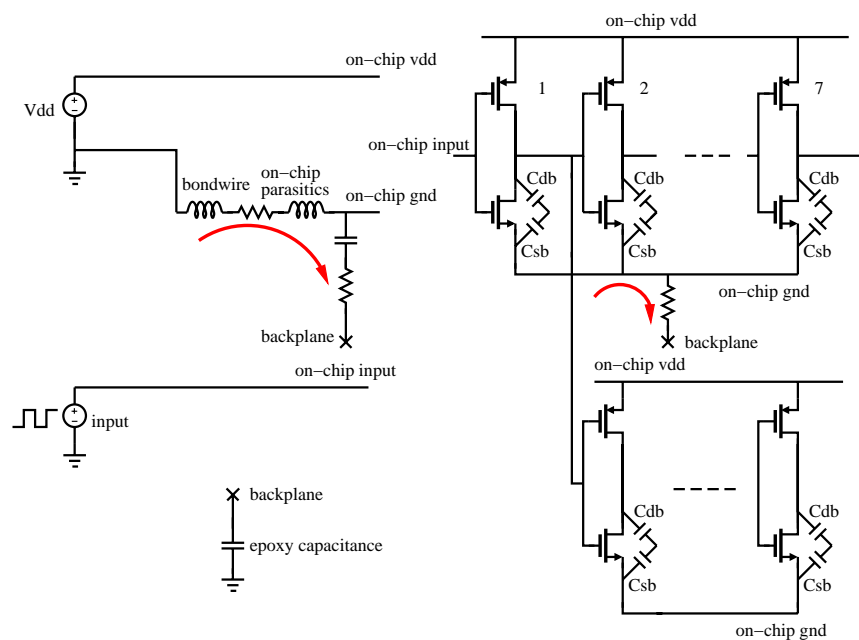 on−chip vdd
Vdd
bondwire
on−chip
parasitics
on−chip gnd
backplane
on−chip input
input
backplane
epoxy capacitance
on−chip vdd
1
2
7
on−chip input
Cdb
Cdb
Cdb
Csb
Csb
Csb
on−chip gnd
backplane
on−chip vdd
Cdb
Cdb
Csb
Csb
on−chip gnd